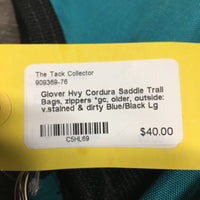 The Tack Collector
909369-76
Glover Hvy Cordura Saddle Trail
Bags, zippers *gc, older, outside:
v.stained & dirty Blue/Black Lg
C5HL69
$40.00